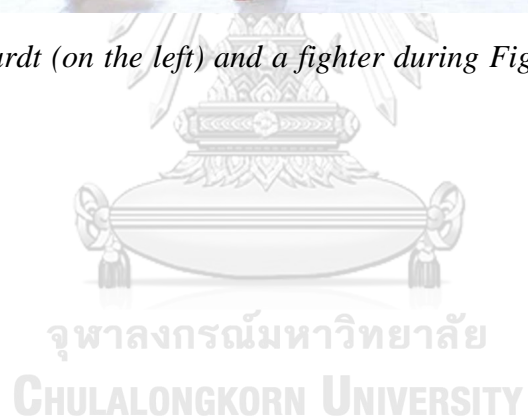 rdt (on the left) and a fighter during Fig
จุฬาลงกรณ์มหาวิทยาลัย
CHULALONGKORN UNIVERSITY